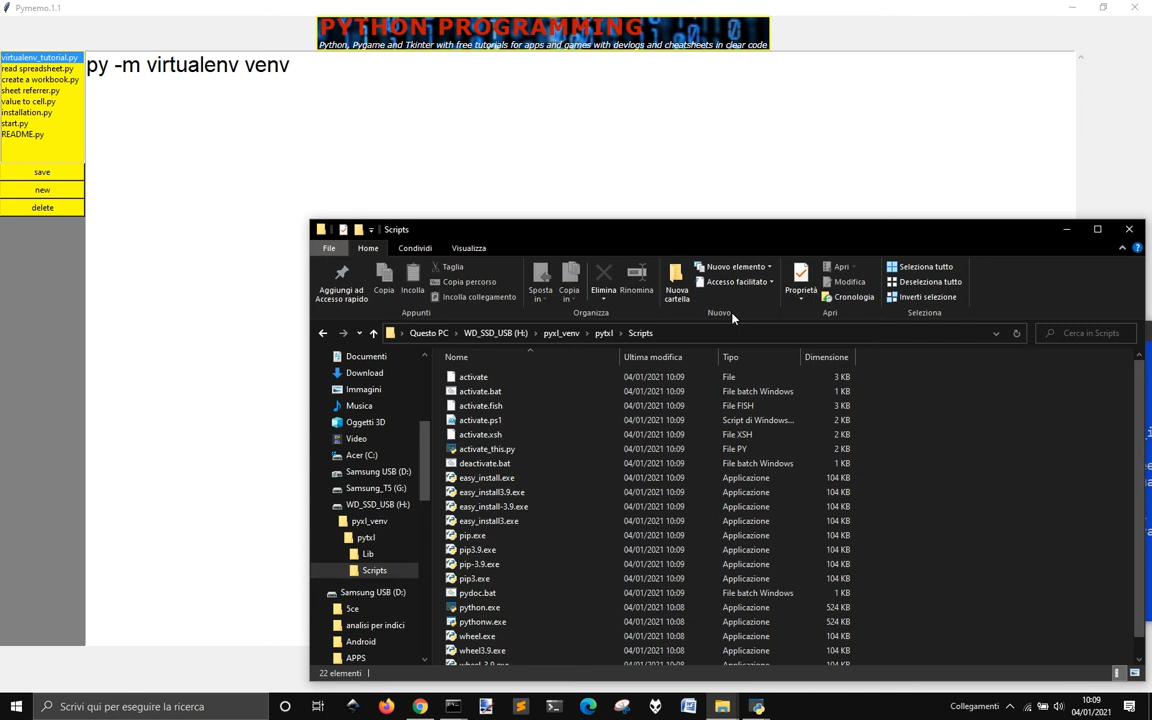 Pymemo.1.1
PYTHON PROGRAMMING
Python, Pygame and Tkinter with free tutorials for apps and games with devlogs and cheatsheets in clear code
virtualenv_tutorial.py
read spreadsheet.py
create a workbook.py
sheet referrer.py
value to cell.py
installation.py
start.py
README.py
save
new
delete
py -m virtualenv venv
Scripts
File Home Condividi Visualizza
Aggiungi ad Accesso rapido
Copia
Incolla
Taglia
Copia percorso
Incolla collegamento
Appunti
Sposta in
Copia in
Elimina
Rinomina
Organizza
Nuova cartella
Nuovo elemento
Accesso facilitato
Nuovo
Proprietà
Apri
Modifica
Cronologia
Apri
Seleziona tutto
Deseleziona tutto
Inverti selezione
Seleziona
Questo PC > WD_SSD_USB (H:) > pyxl_venv > pytxl > Scripts
Cerca in Scripts
Documenti
Download
Immagini
Musica
Oggetti 3D
Video
Acer (C:)
Samsung USB (D:)
Samsung_T5 (G:)
WD_SSD_USB (H:)
pyxl_venv
pytxl
Lib
Scripts
Samsung USB (D:)
5ce
analisi per indici
Android
APPS
Nome Ultima modifica Tipo Dimensione
activate 04/01/2021 10:09 File 3 KB
activate.bat 04/01/2021 10:09 File batch Windows 1 KB
activate.fish 04/01/2021 10:09 File FISH 3 KB
activate.ps1 04/01/2021 10:09 Script di Windows... 2 KB
activate.xsh 04/01/2021 10:09 File XSH 2 KB
activate_this.py 04/01/2021 10:09 File PY 2 KB
deactivate.bat 04/01/2021 10:09 File batch Windows 1 KB
easy_install.exe 04/01/2021 10:09 Applicazione 104 KB
easy_install3.9.exe 04/01/2021 10:09 Applicazione 104 KB
easy_install-3.9.exe 04/01/2021 10:09 Applicazione 104 KB
easy_install3.exe 04/01/2021 10:09 Applicazione 104 KB
pip.exe 04/01/2021 10:09 Applicazione 104 KB
pip3.9.exe 04/01/2021 10:09 Applicazione 104 KB
pip-3.9.exe 04/01/2021 10:09 Applicazione 104 KB
pip3.exe 04/01/2021 10:09 Applicazione 104 KB
pydoc.bat 04/01/2021 10:09 File batch Windows 1 KB
python.exe 04/01/2021 10:08 Applicazione 524 KB
pythonw.exe 04/01/2021 10:08 Applicazione 524 KB
wheel.exe 04/01/2021 10:08 Applicazione 104 KB
wheel3.9.exe 04/01/2021 10:08 Applicazione 104 KB
wheel-3.9.exe 04/01/2021 10:08 Applicazione 104 KB
22 elementi
Scrivi qui per eseguire la ricerca
Collegamenti
10:09
04/01/2021